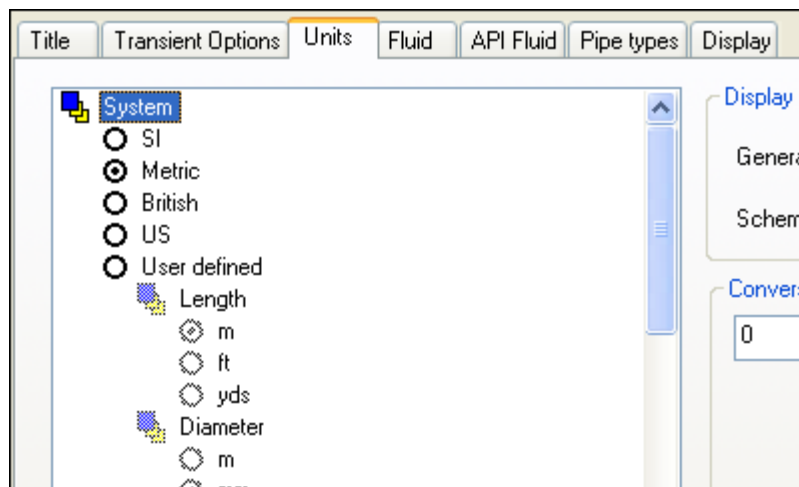 Title Transient Options Units Fluid API Fluid Pipe types Display
System
SI
Metric
British
US
User defined
Length
m
ft
yds
Diameter
m
Display
Genera
Schem
Convers
0